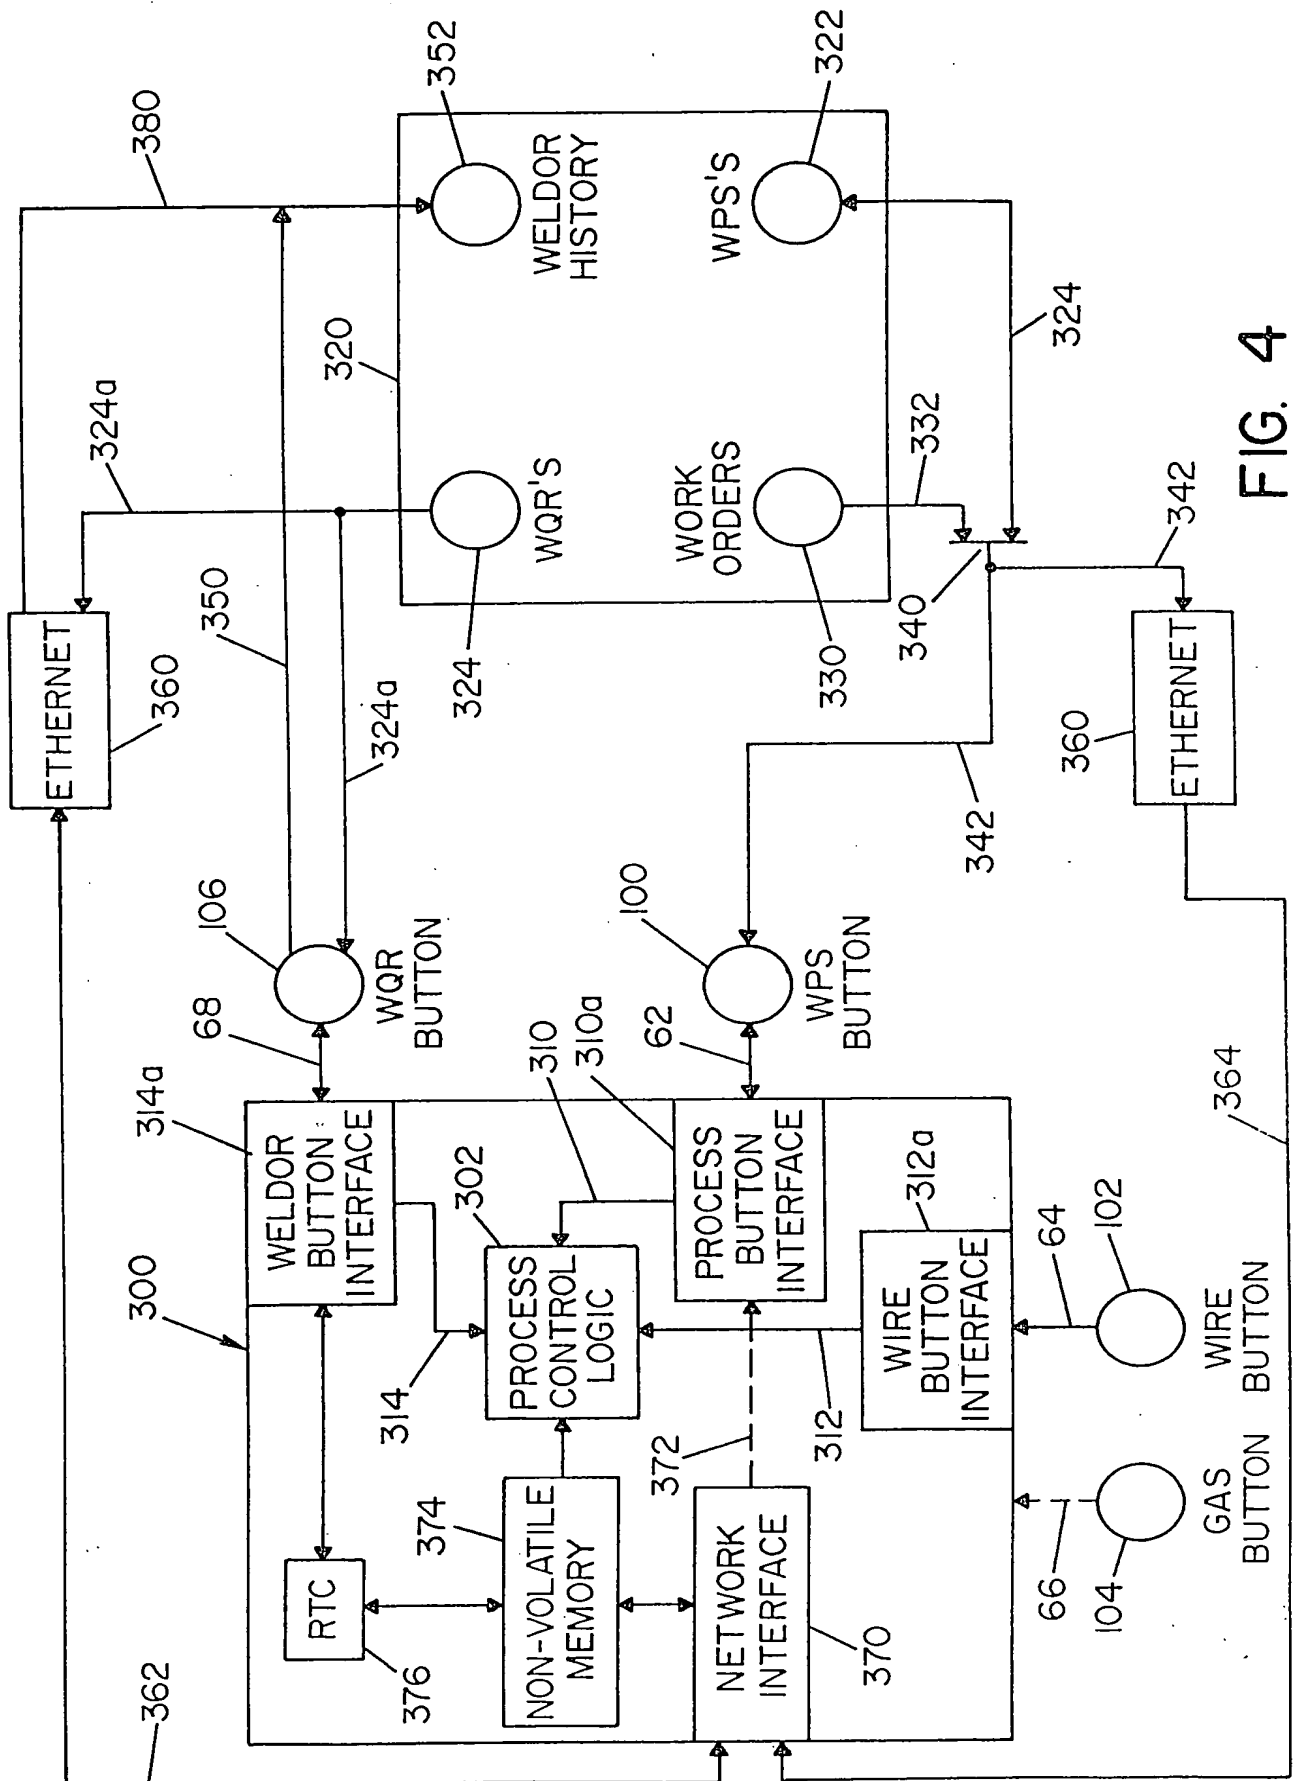 362
300
314a
68
106
350
360
ETHERNET
324a
380
352
WELDOR
BUTTON
INTERFACE
WQR
BUTTON
324a
320
WELDOR
HISTORY
RTC
376
314
302
310
310a
324
WQR'S
374
NON-VOLATILE
MEMORY
PROCESS
CONTROL
LOGIC
62
100
WPS
BUTTON
330
WORK
ORDERS
WPS'S
322
NETWORK
INTERFACE
370
372
312
PROCESS
BUTTON
INTERFACE
312a
WIRE
BUTTON
INTERFACE
342
340
332
324
66
104
GAS
BUTTON
64
102
WIRE
BUTTON
364
360
ETHERNET
342
FIG. 4